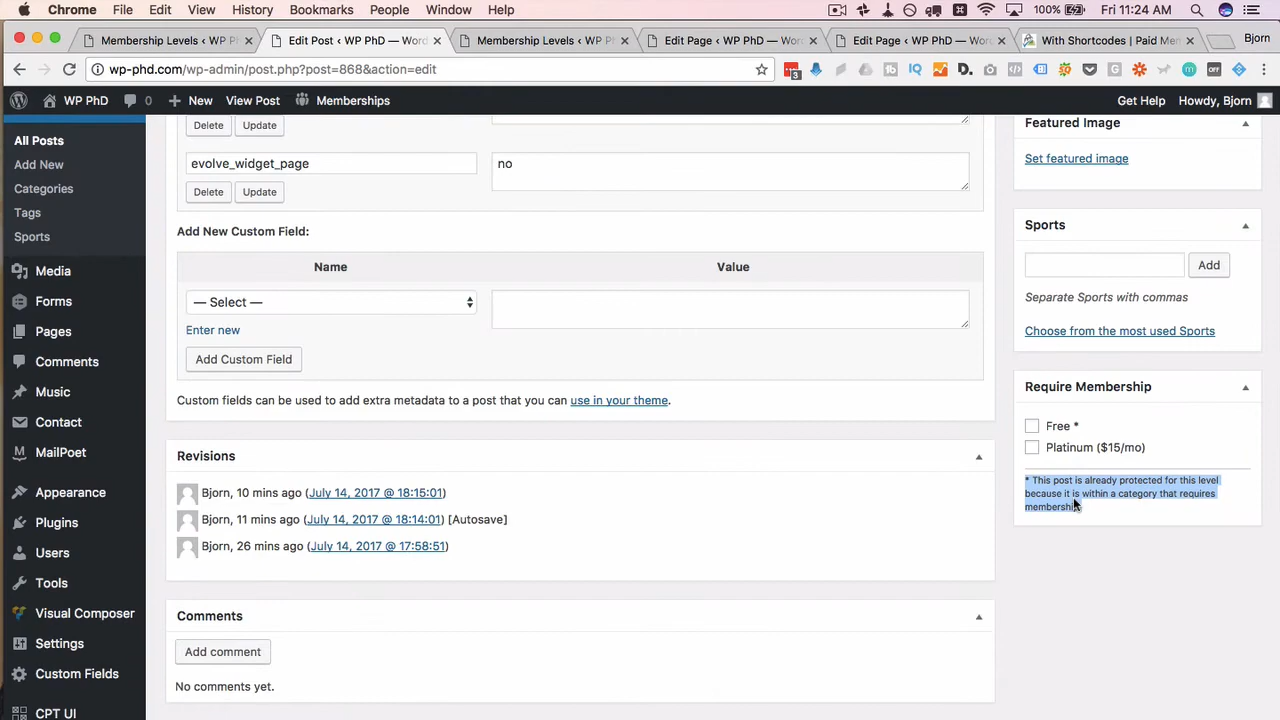 Chrome File Edit View History Bookmarks People Window Help 100% Fri 11:24 AM
Membership Levels ‹ WP Ph
Edit Post ‹ WP PhD — Word
Membership Levels ‹ WP Ph
Edit Page ‹ WP PhD — Wor
Edit Page ‹ WP PhD — Wor
With Shortcodes | Paid Mem
Bjorn
wp-phd.com/wp-admin/post.php?post=868&action=edit
WP PhD 0 New View Post Memberships Get Help Howdy, Bjorn
All Posts
Add New
Categories
Tags
Sports
Media
Forms
Pages
Comments
Music
Contact
MailPoet
Appearance
Plugins
Users
Tools
Visual Composer
Settings
Custom Fields
CPT UI
Delete Update
evolve_widget_page no
Delete Update
Add New Custom Field:
Name Value
— Select —
Enter new
Add Custom Field
Custom fields can be used to add extra metadata to a post that you can use in your theme.
Revisions
Bjorn, 10 mins ago (July 14, 2017 @ 18:15:01)
Bjorn, 11 mins ago (July 14, 2017 @ 18:14:01) [Autosave]
Bjorn, 26 mins ago (July 14, 2017 @ 17:58:51)
Comments
Add comment
No comments yet.
Featured Image
Set featured image
Sports
Add
Separate Sports with commas
Choose from the most used Sports
Require Membership
Free *
Platinum ($15/mo)
* This post is already protected for this level
because it is within a category that requires
membership.